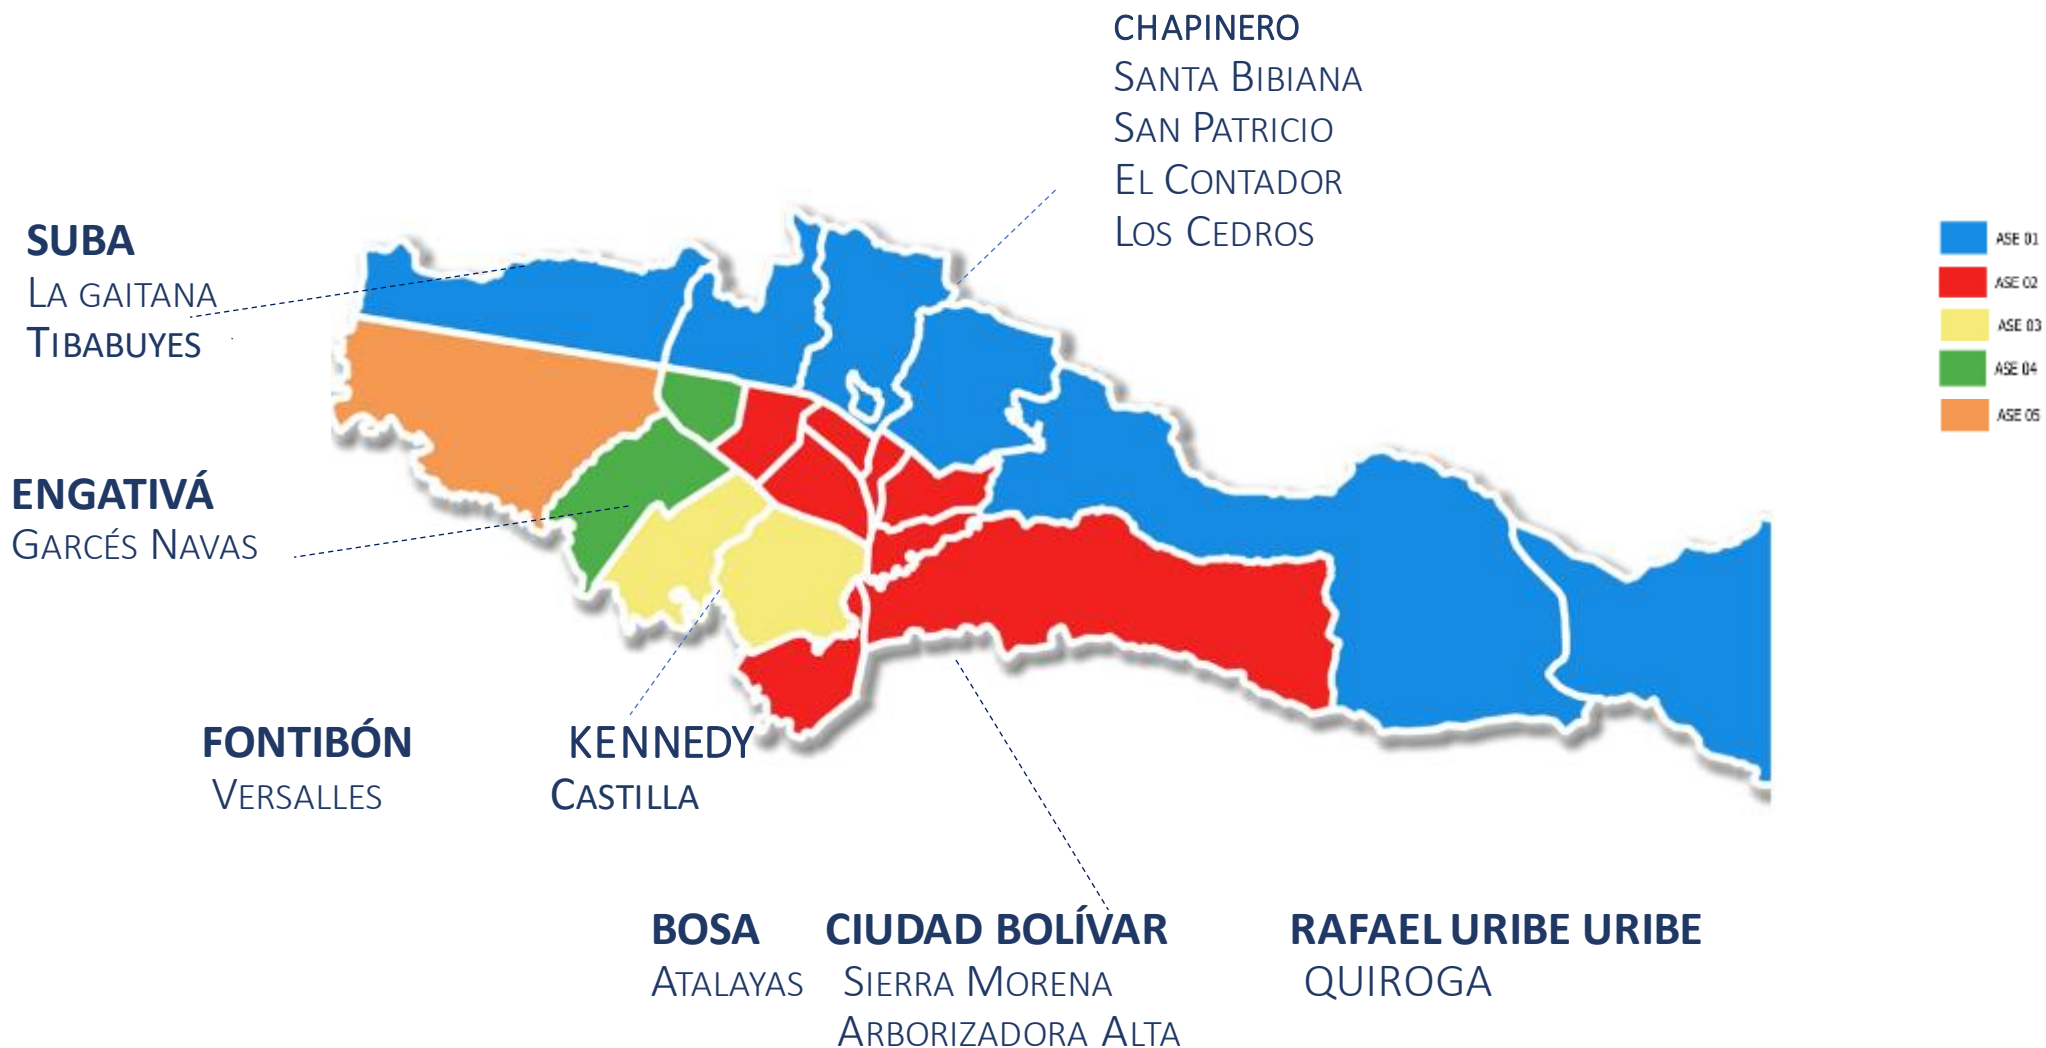 CHAPINERO
SANTA BIBIANA
SAN PATRICIO
EL CONTADOR
LOS CEDROS
SUBA
LA GAITANA
TIBABUYES
ASE 01
ASE 02
ASE 03
ASE 04
ASE 05
ENGATIVÁ
GARCÉS NAVAS
FONTIBÓN
VERSALLES
KENNEDY
CASTILLA
BOSA
ATALAYAS
CIUDAD BOLÍVAR
SIERRA MORENA
ARBORIZADORA ALTA
RAFAEL URIBE URIBE
QUIROGA